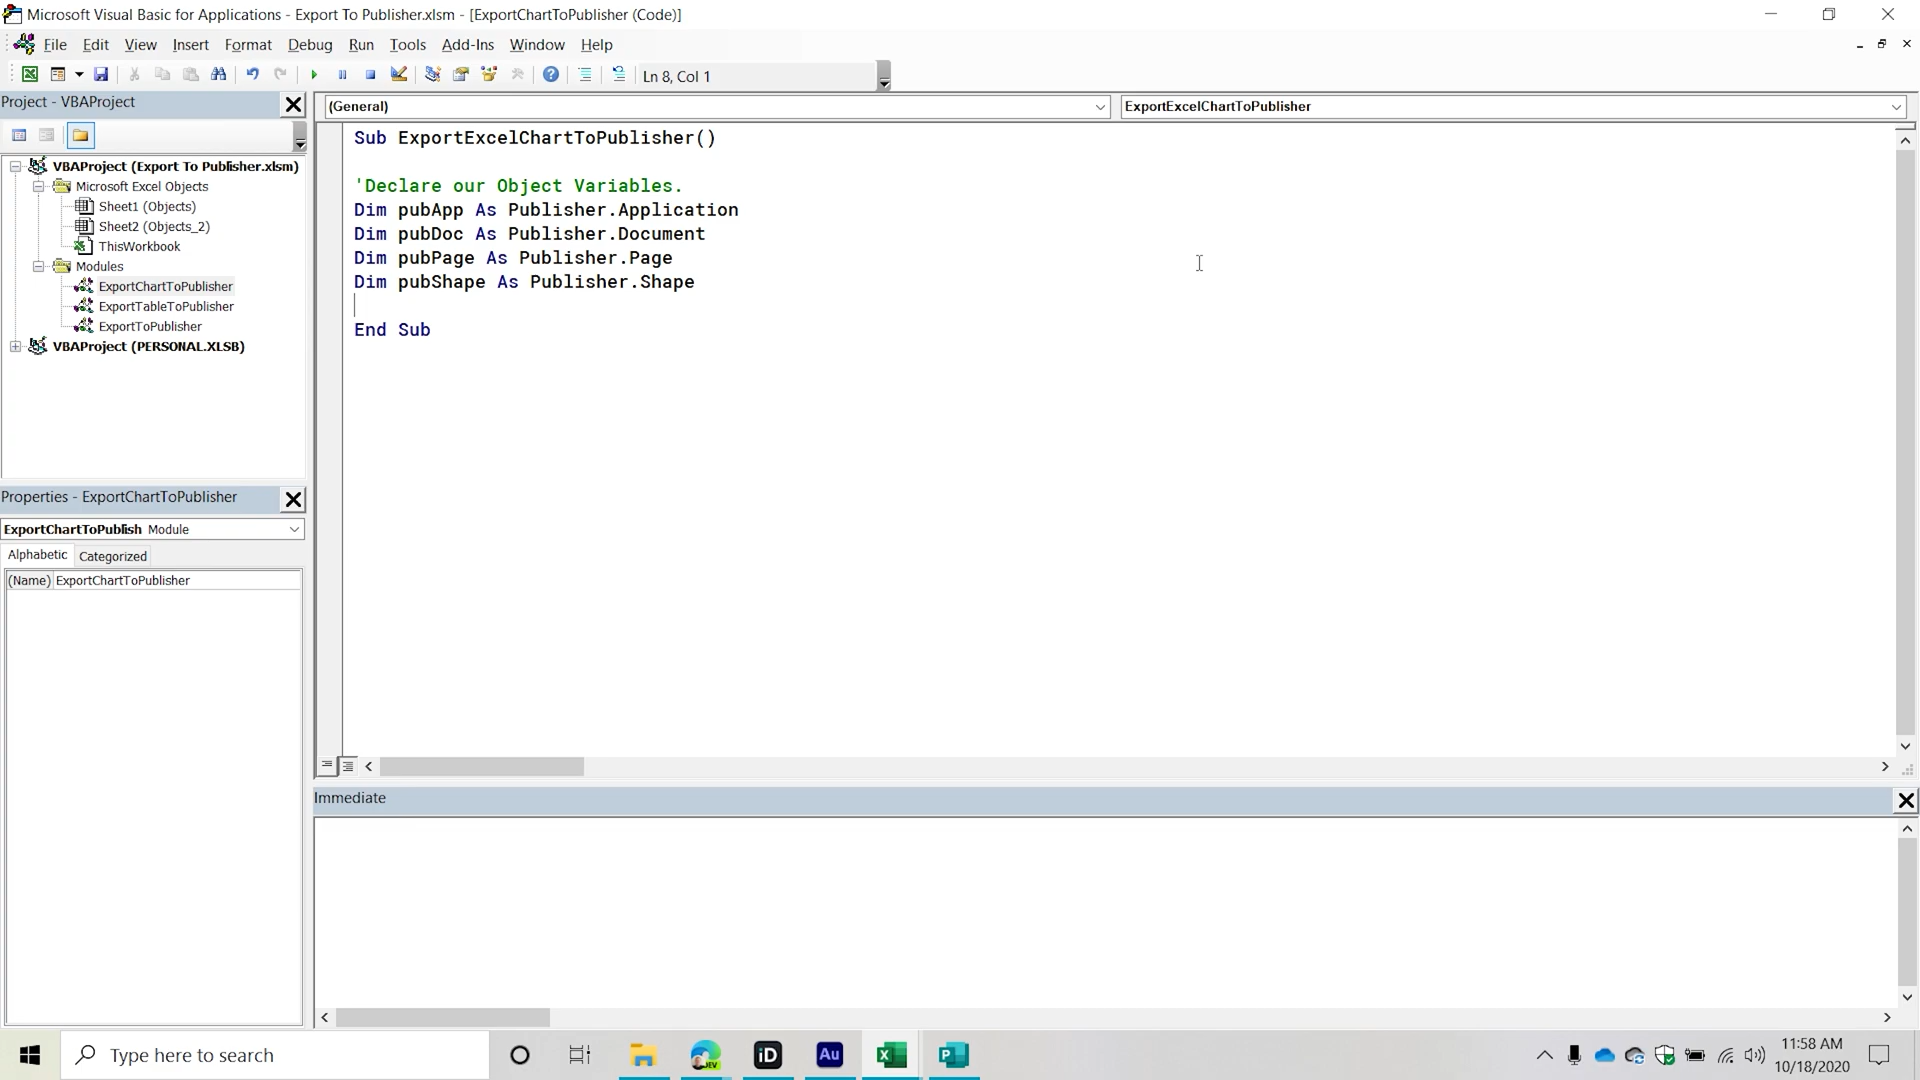 Microsoft Visual Basic for Applications - Export To Publisher.xlsm - [ExportChartToPublisher (Code)]
File Edit View Insert Format Debug Run Tools Add-Ins Window Help
Ln 8, Col 1
Project - VBAProject
(General)
ExportExcelChartToPublisher
VBAProject (Export To Publisher.xlsm)
Microsoft Excel Objects
Sheet1 (Objects)
Sheet2 (Objects_2)
ThisWorkbook
Modules
ExportChartToPublisher
ExportTableToPublisher
ExportToPublisher
VBAProject (PERSONAL.XLSB)
Sub ExportExcelChartToPublisher()
'Declare our Object Variables.
Dim pubApp As Publisher.Application
Dim pubDoc As Publisher.Document
Dim pubPage As Publisher.Page
Dim pubShape As Publisher.Shape
End Sub
Properties - ExportChartToPublisher
ExportChartToPublish Module
Alphabetic Categorized
(Name) ExportChartToPublisher
Immediate
Type here to search
DEV
iD
Au
X
P
11:58 AM
10/18/2020